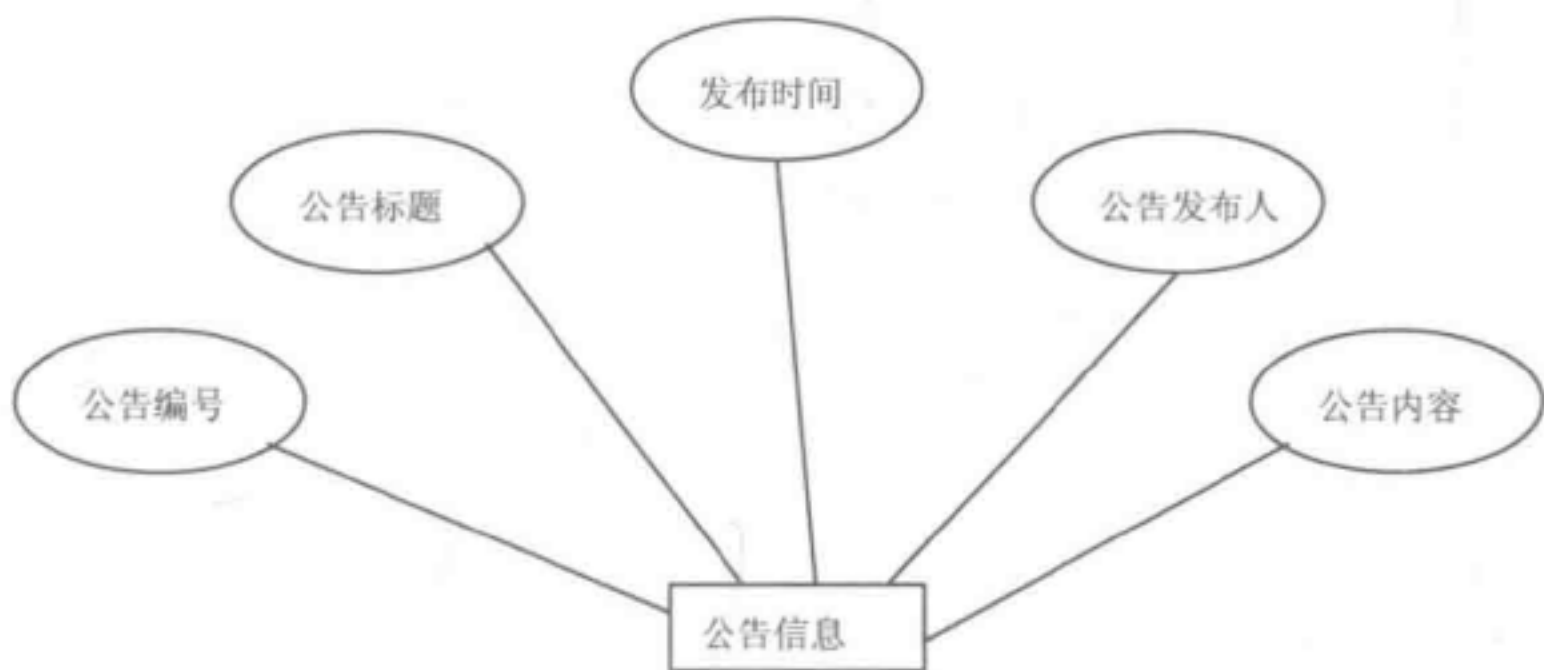 发布时间
公告标题
公告发布人
公告编号
公告内容
公告信息